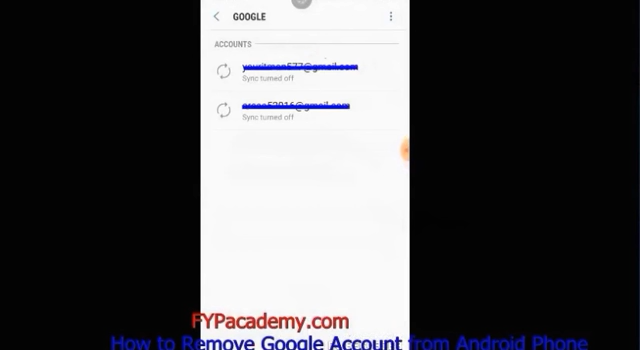 GOOGLE
ACCOUNTS
Sync turned off
Sync turned off
FYPacademy.com
How to Remove Google Account from Android Phone